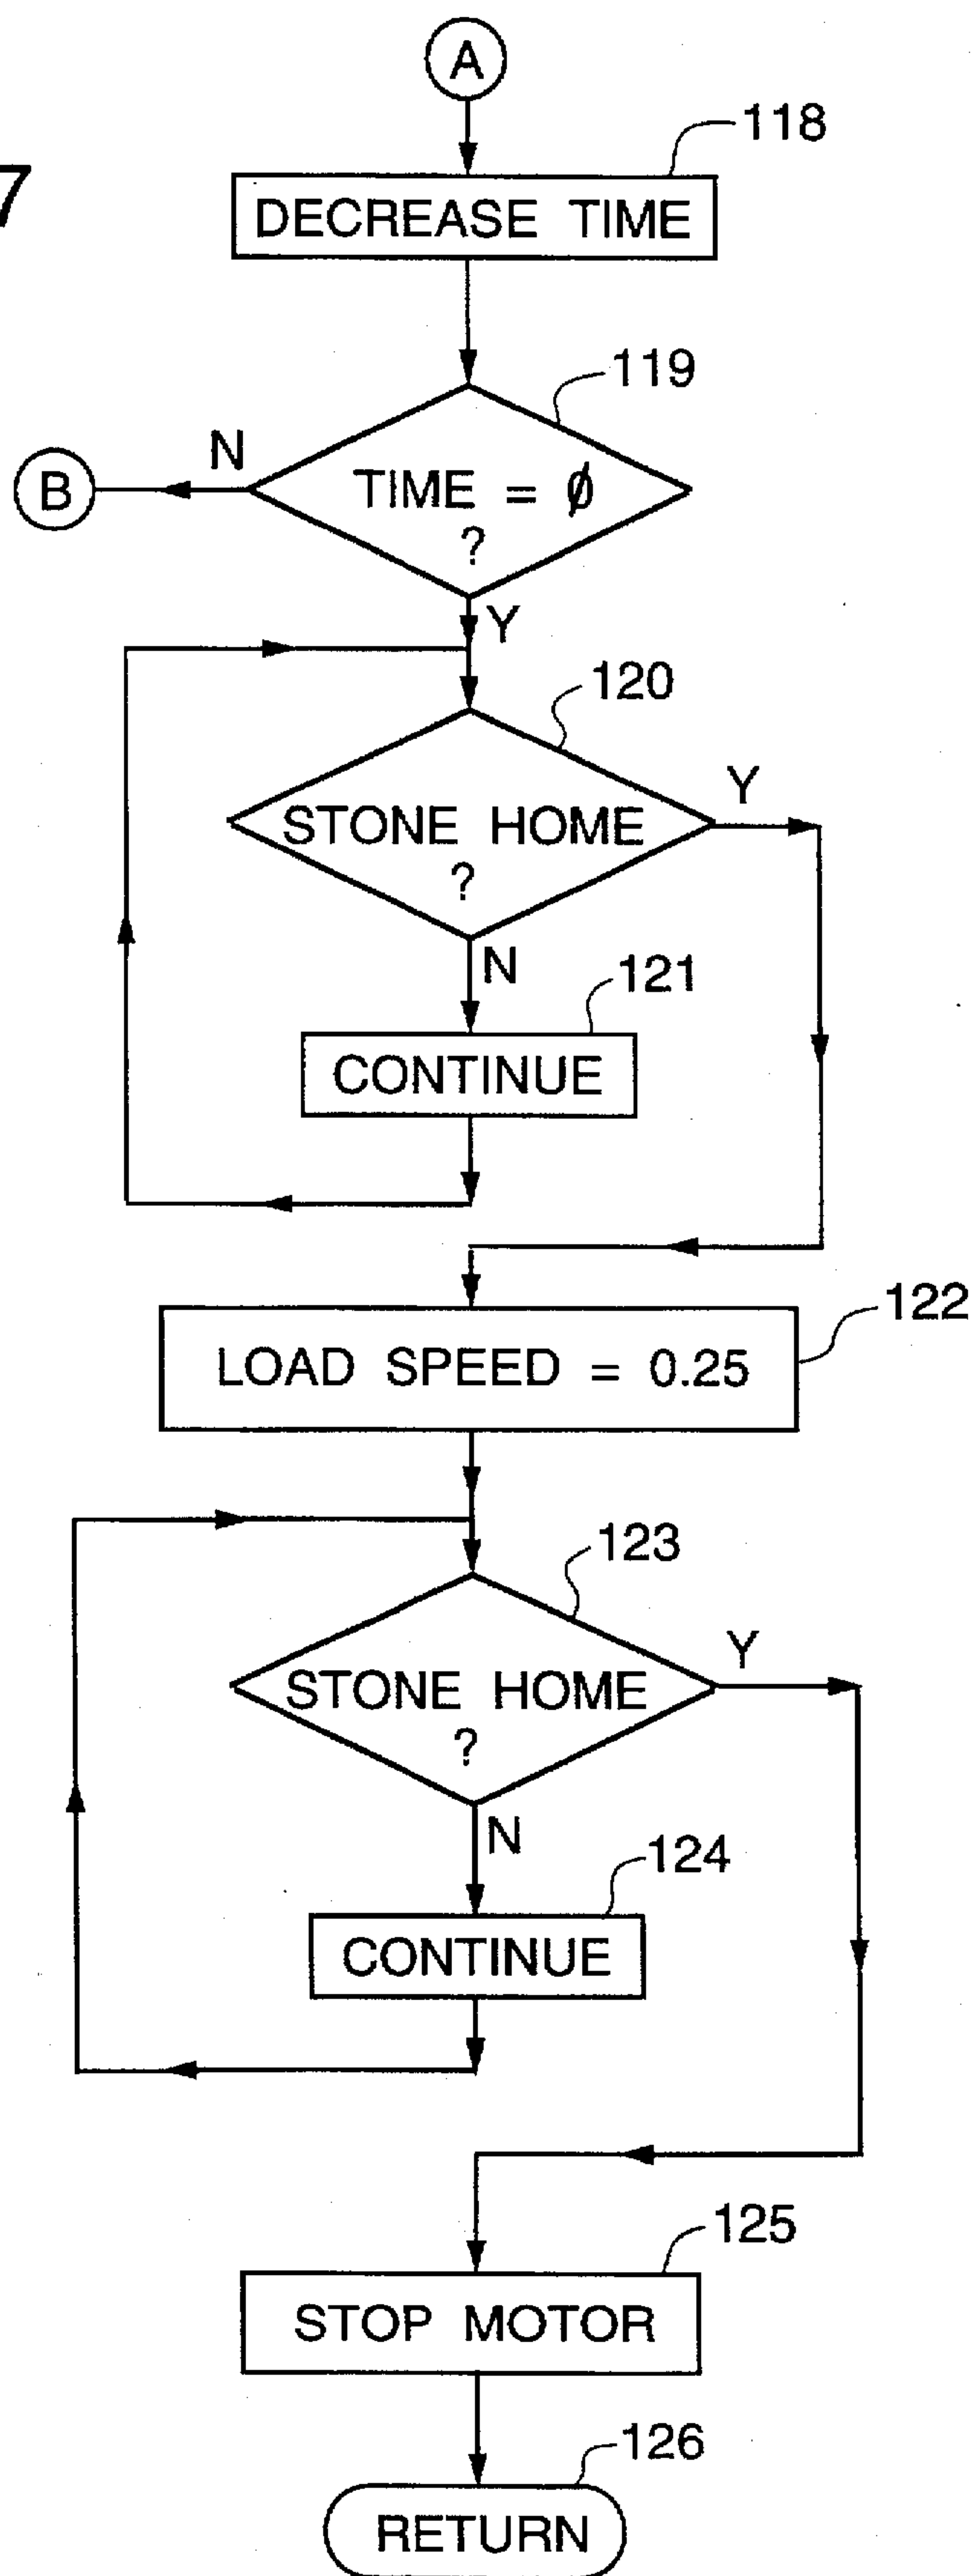 A
118
7
DECREASE TIME
119
N
B
TIME = ∅
?
Y
120
Y
STONE HOME
?
N
121
CONTINUE
122
LOAD SPEED = 0.25
123
Y
STONE HOME
?
N
124
CONTINUE
125
STOP MOTOR
126
RETURN